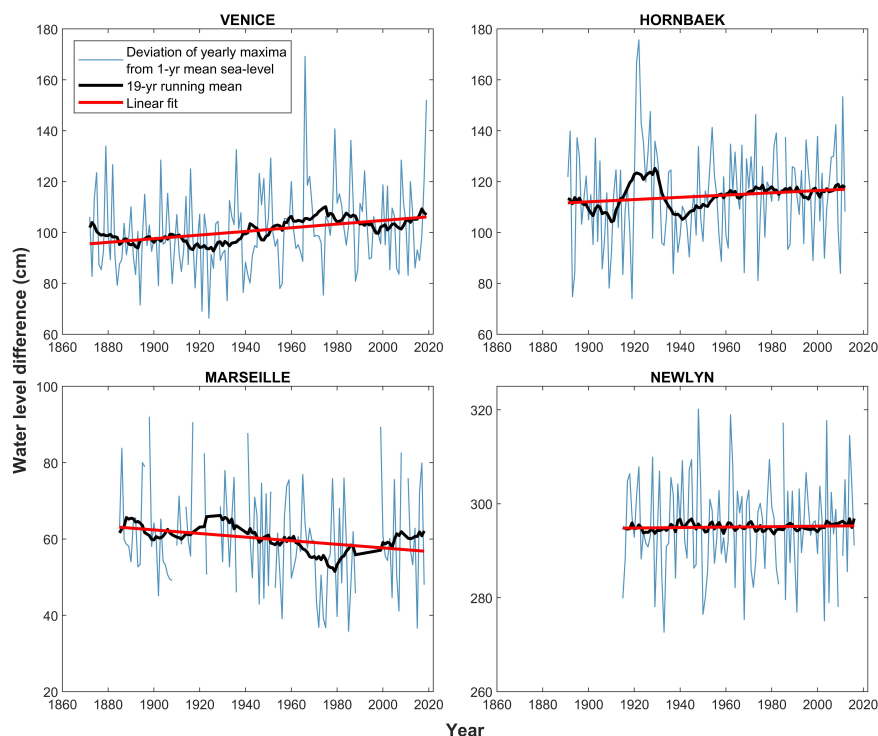 VENICE
180
160
140
120
100
80
60
1860 1880 1900 1920 1940 1960 1980 2000 2020
Deviation of yearly maxima
from 1-yr mean sea-level
19-yr running mean
Linear fit
HORNBAEK
180
160
140
120
100
80
60
1860 1880 1900 1920 1940 1960 1980 2000 2020
MARSEILLE
100
80
60
40
20
1860 1880 1900 1920 1940 1960 1980 2000 2020
NEWLYN
320
300
280
260
1860 1880 1900 1920 1940 1960 1980 2000 2020
Water level difference (cm)
Year